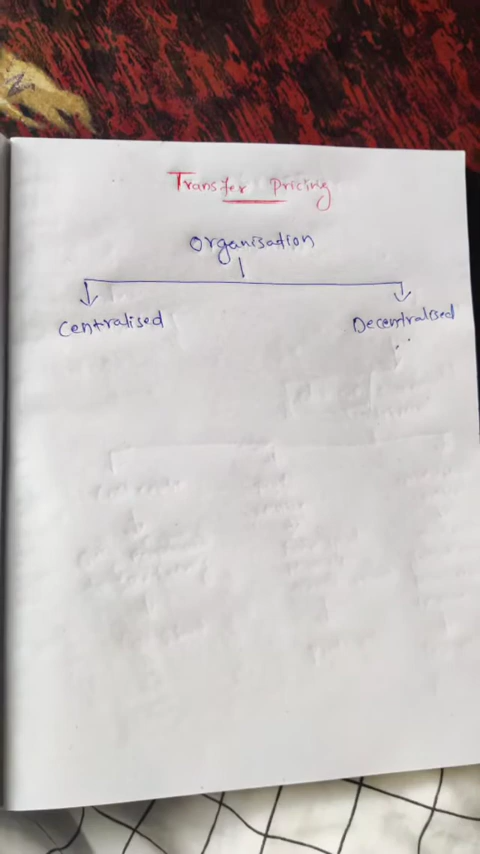 Transfer Pricing
Organisation
Centralised
Decentralised